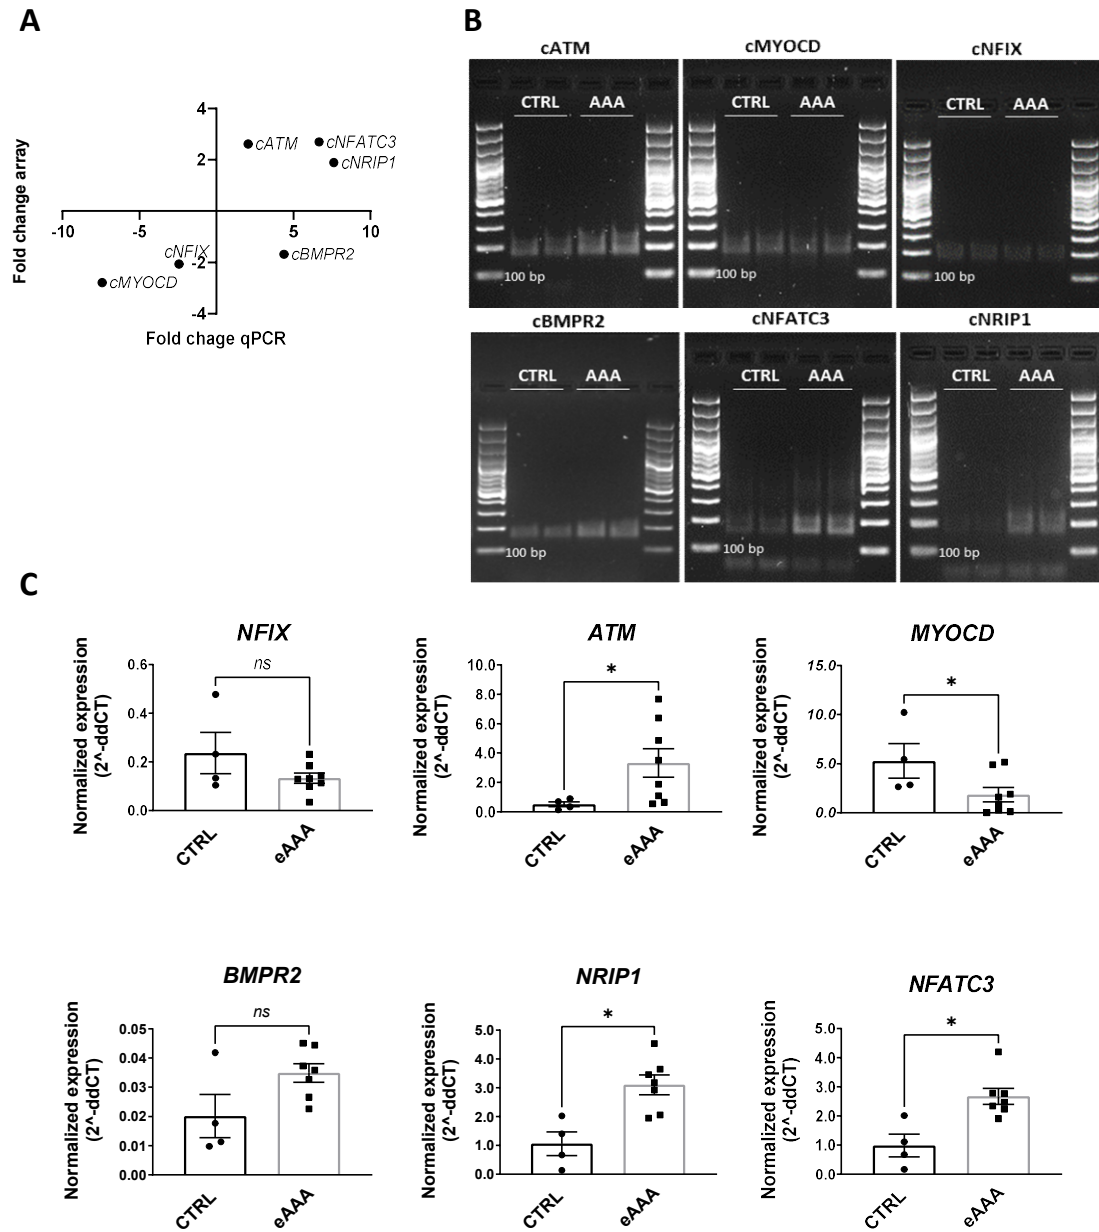 A
B
Fold change array
4
2
-2
-4
-10
-5
5
10
cATM
cNFATC3
cNRIP1
cNFIX
cBMPR2
cMYOCD
Fold chage qPCR
cATM
CTRL AAA
100 bp
cMYOCD
CTRL AAA
100 bp
cNFIX
CTRL AAA
100 bp
cBMPR2
CTRL AAA
100 bp
cNFATC3
CTRL AAA
100 bp
cNRIP1
CTRL AAA
100 bp
C
NFIX
Normalized expression
(2^-ddCT)
0.6
0.4
0.2
0.0
ns
CTRL
eAAA
ATM
Normalized expression
(2^-ddCT)
10.0
8.0
6.0
4.0
2.0
0.0
*
CTRL
eAAA
MYOCD
Normalized expression
(2^-ddCT)
15.0
10.0
5.0
0.0
*
CTRL
eAAA
BMPR2
Normalized expression
(2^-ddCT)
0.05
0.04
0.03
0.02
0.01
0.00
ns
CTRL
eAAA
NRIP1
Normalized expression
(2^-ddCT)
5.0
4.0
3.0
2.0
1.0
0.0
*
CTRL
eAAA
NFATC3
Normalized expression
(2^-ddCT)
5.0
4.0
3.0
2.0
1.0
0.0
*
CTRL
eAAA